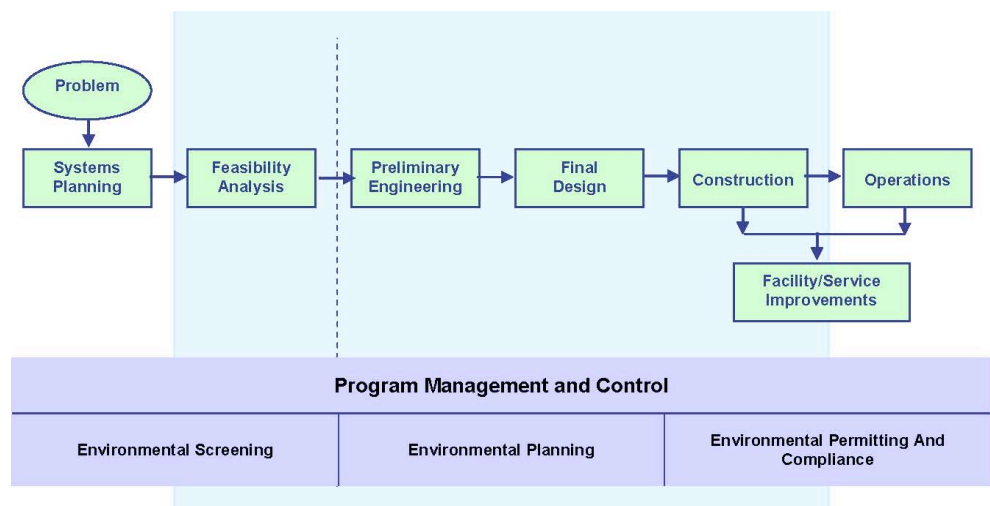 Problem
Systems
Planning
Feasibility
Analysis
Preliminary
Engineering
Final
Design
Construction
Operations
Facility/Service
Improvements
Program Management and Control
Environmental Screening
Environmental Planning
Environmental Permitting And
Compliance